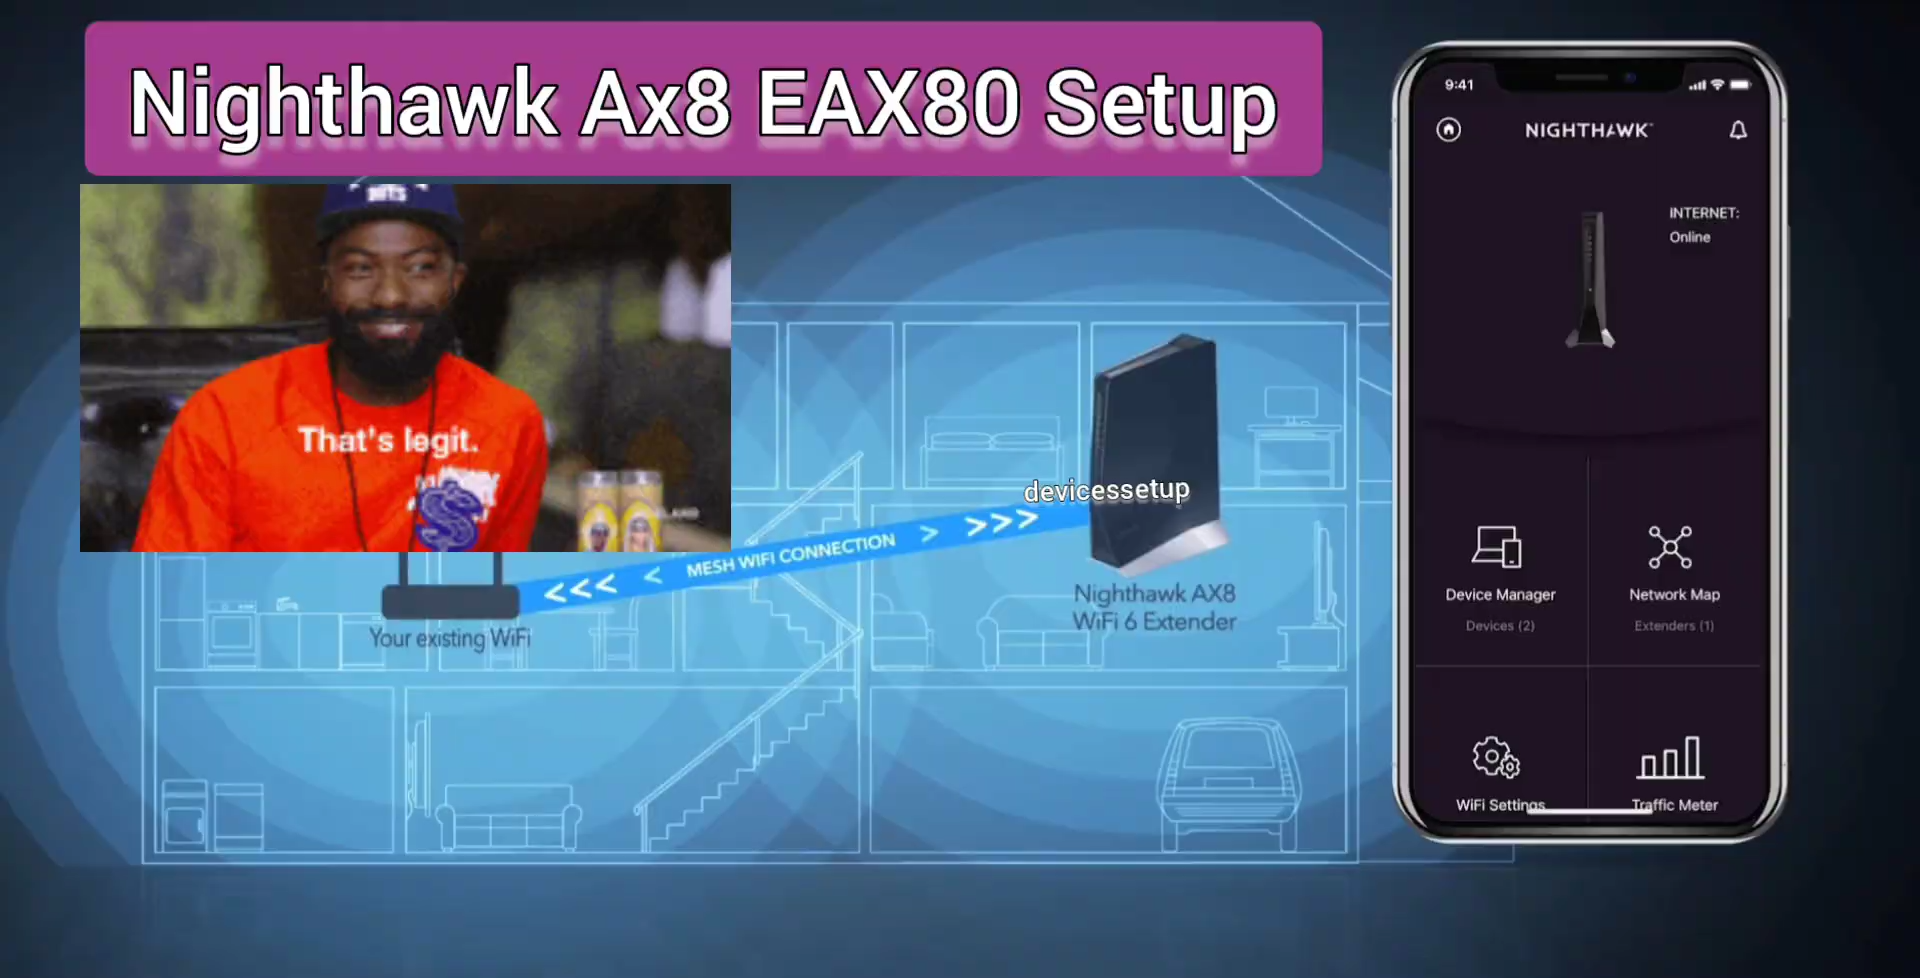 Nighthawk Ax8 EAX80 Setup
9:41
NIGHTHAWK
INTERNET:
Online
That's legit.
devicessetup
MESH WIFI CONNECTION
Nighthawk AX8
WiFi 6 Extender
Your existing WiFi
Device Manager
Devices (2)
Network Map
Extenders (1)
WiFi Settings
Traffic Meter